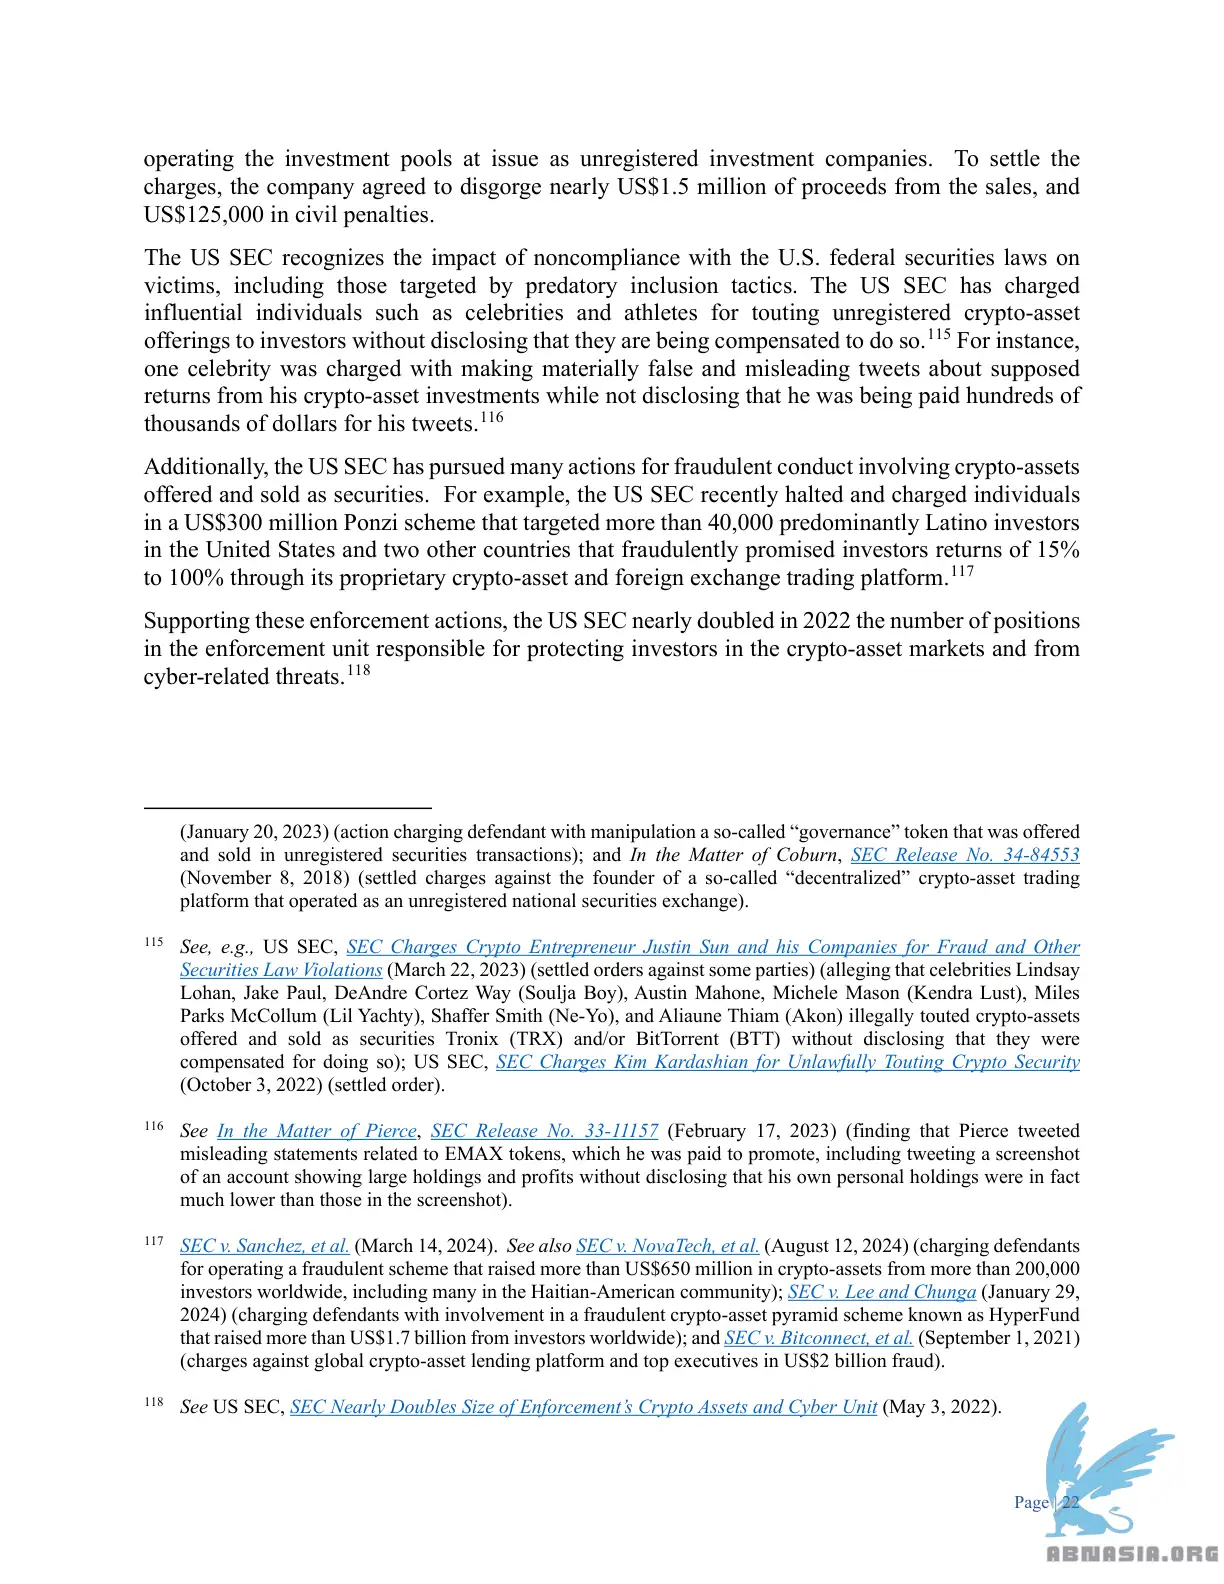 operating the investment pools at issue as unregistered investment companies.  To settle the
charges, the company agreed to disgorge nearly US$1.5 million of proceeds from the sales, and
US$125,000 in civil penalties.
The US SEC recognizes the impact of noncompliance with the U.S. federal securities laws on
victims, including those targeted by predatory inclusion tactics. The US SEC has charged
influential individuals such as celebrities and athletes for touting unregistered crypto-asset
offerings to investors without disclosing that they are being compensated to do so.115 For instance,
one celebrity was charged with making materially false and misleading tweets about supposed
returns from his crypto-asset investments while not disclosing that he was being paid hundreds of
thousands of dollars for his tweets.116
Additionally, the US SEC has pursued many actions for fraudulent conduct involving crypto-assets
offered and sold as securities.  For example, the US SEC recently halted and charged individuals
in a US$300 million Ponzi scheme that targeted more than 40,000 predominantly Latino investors
in the United States and two other countries that fraudulently promised investors returns of 15%
to 100% through its proprietary crypto-asset and foreign exchange trading platform.117
Supporting these enforcement actions, the US SEC nearly doubled in 2022 the number of positions
in the enforcement unit responsible for protecting investors in the crypto-asset markets and from
cyber-related threats.118
(January 20, 2023) (action charging defendant with manipulation a so-called “governance” token that was offered
and sold in unregistered securities transactions); and In the Matter of Coburn, SEC Release No. 34-84553
(November 8, 2018) (settled charges against the founder of a so-called “decentralized” crypto-asset trading
platform that operated as an unregistered national securities exchange).
115 See, e.g., US SEC, SEC Charges Crypto Entrepreneur Justin Sun and his Companies for Fraud and Other
Securities Law Violations (March 22, 2023) (settled orders against some parties) (alleging that celebrities Lindsay
Lohan, Jake Paul, DeAndre Cortez Way (Soulja Boy), Austin Mahone, Michele Mason (Kendra Lust), Miles
Parks McCollum (Lil Yachty), Shaffer Smith (Ne-Yo), and Aliaune Thiam (Akon) illegally touted crypto-assets
offered and sold as securities Tronix (TRX) and/or BitTorrent (BTT) without disclosing that they were
compensated for doing so); US SEC, SEC Charges Kim Kardashian for Unlawfully Touting Crypto Security
(October 3, 2022) (settled order).
116 See In the Matter of Pierce, SEC Release No. 33-11157 (February 17, 2023) (finding that Pierce tweeted
misleading statements related to EMAX tokens, which he was paid to promote, including tweeting a screenshot
of an account showing large holdings and profits without disclosing that his own personal holdings were in fact
much lower than those in the screenshot).
117 SEC v. Sanchez, et al. (March 14, 2024).  See also SEC v. NovaTech, et al. (August 12, 2024) (charging defendants
for operating a fraudulent scheme that raised more than US$650 million in crypto-assets from more than 200,000
investors worldwide, including many in the Haitian-American community); SEC v. Lee and Chunga (January 29,
2024) (charging defendants with involvement in a fraudulent crypto-asset pyramid scheme known as HyperFund
that raised more than US$1.7 billion from investors worldwide); and SEC v. Bitconnect, et al. (September 1, 2021)
(charges against global crypto-asset lending platform and top executives in US$2 billion fraud).
118 See US SEC, SEC Nearly Doubles Size of Enforcement’s Crypto Assets and Cyber Unit (May 3, 2022).
Page | 22
ABNASIA.ORG